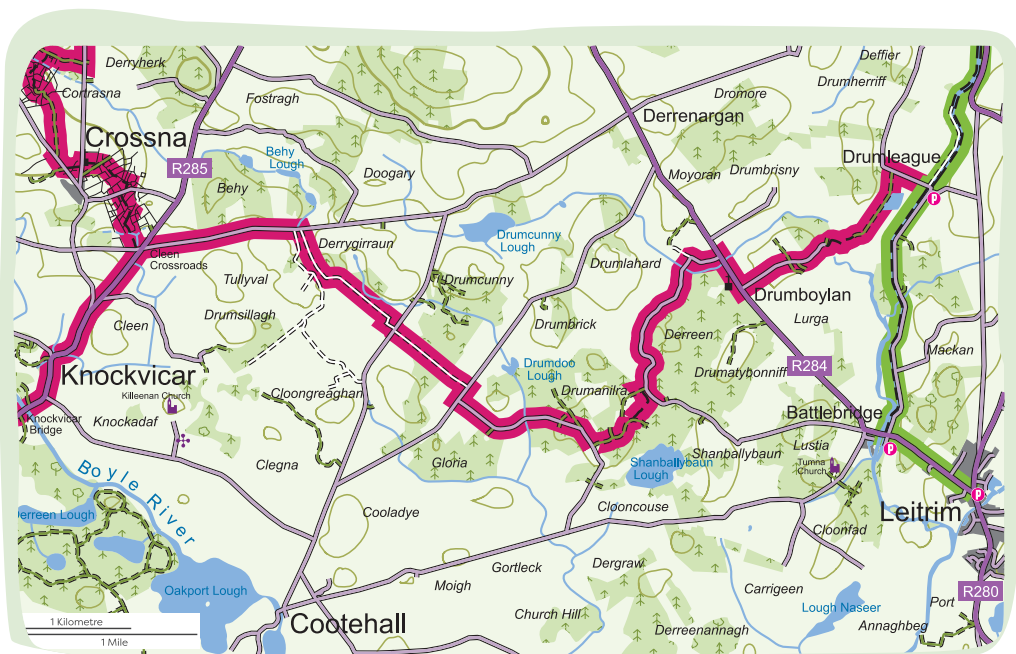 Derryherk
Cortrasna
Fostragh
Crossna
R285
Behy
Lough
Behy
Doogary
Deffier
Drumherriff
Dromore
Derrenargan
Drumleague
Moyoran
Drumbrisny
P
Cleen
Crossroads
Derrygirraun
Drumcunny
Lough
Tullyval
Drumcunny
Drumlahard
Drumsillagh
Drumboylan
Cleen
Drumbrick
Lurga
Derreen
Mackan
Knockvicar
Drumdoo
Lough
R284
Drumatybonniff
Killeenan Church
Cloongreaghan
Drumanilra
Knockvicar
Bridge
Knockadaf
Battlebridge
Lustia
P
Clegna
Gloria
Shanballybaun
Lough
Shanballybaun
Tumna
Church
Boyle River
P
Leitrim
Derreen Lough
Cooladye
Clooncouse
Cloonfad
Oakport Lough
Moigh
Gortleck
Dergraw
Carrigeen
R280
Lough Naseer
Port
1 Kilometre
1 Mile
Cootehall
Church Hill
Derreenannagh
Annaghbeg